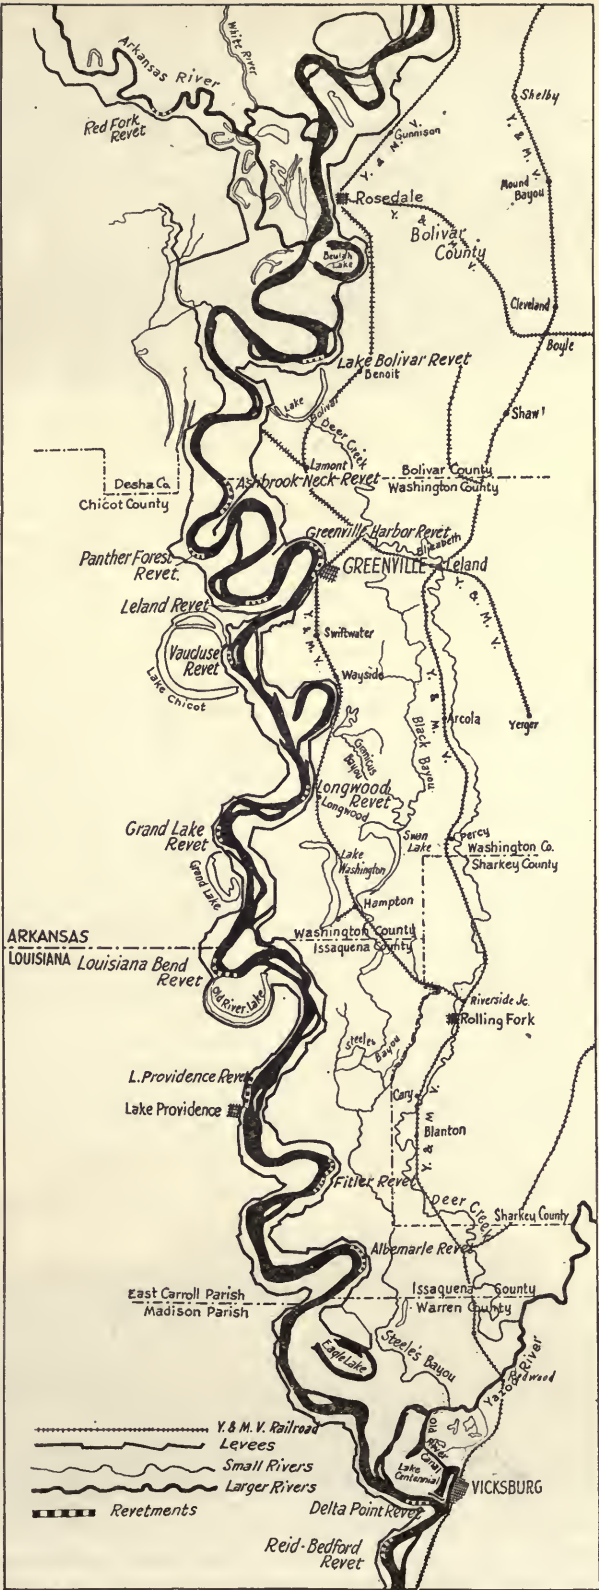 White River
Arkansas River
Shelby
Red Fork
Revet
Y. & M. V.
Gunnison
Y. & M. V.
Mound
Bayou
Rosedale
Y. & M. V.
Bolivar
County
Beulah
Lake
Cleveland
Boyle
Lake Bolivar Revet
Benoit
Lake Bolivar
Shaw
Deer Creek
Lamont
Bolivar County
Washington County
Desha Co.
Chicot County
Ashbrook Neck Revet
Greenville Harbor Revet
Elizabeth
Panther Forest
Revet.
GREENVILLE
Leland
Leland Revet
Y. & M. V.
Y. & M. V.
Swiftwater
Vaucluse
Revet
Lake Chicot
Wayside
Y. & M. V.
Arcola
Yerger
Black Bayou
Bayou
Longwood
Revet
Longwood
Grand Lake
Revet
Swan
Lake
Percy
Washington Co.
Sharkey County
Lake
Washington
Grand Lake
Hampton
Washington County
Issaquena County
ARKANSAS
LOUISIANA
Louisiana Bend
Revet
Old River Lake
Riverside Jc.
Rolling Fork
Steele's Bayou
L. Providence Revet
Lake Providence
Cary
Y. & M. V.
Blanton
Fitler Revet
Deer Creek
Sharkey County
Albemarle Revet
East Carroll Parish
Madison Parish
Issaquena County
Warren County
Eagle Lake
Steele's Bayou
Yazoo River
Redwood
Old River
Canal
Lake
Centennial
VICKSBURG
Delta Point Revet
Reid-Bedford
Revet
Y. & M. V. Railroad
Levees
Small Rivers
Larger Rivers
Revetments